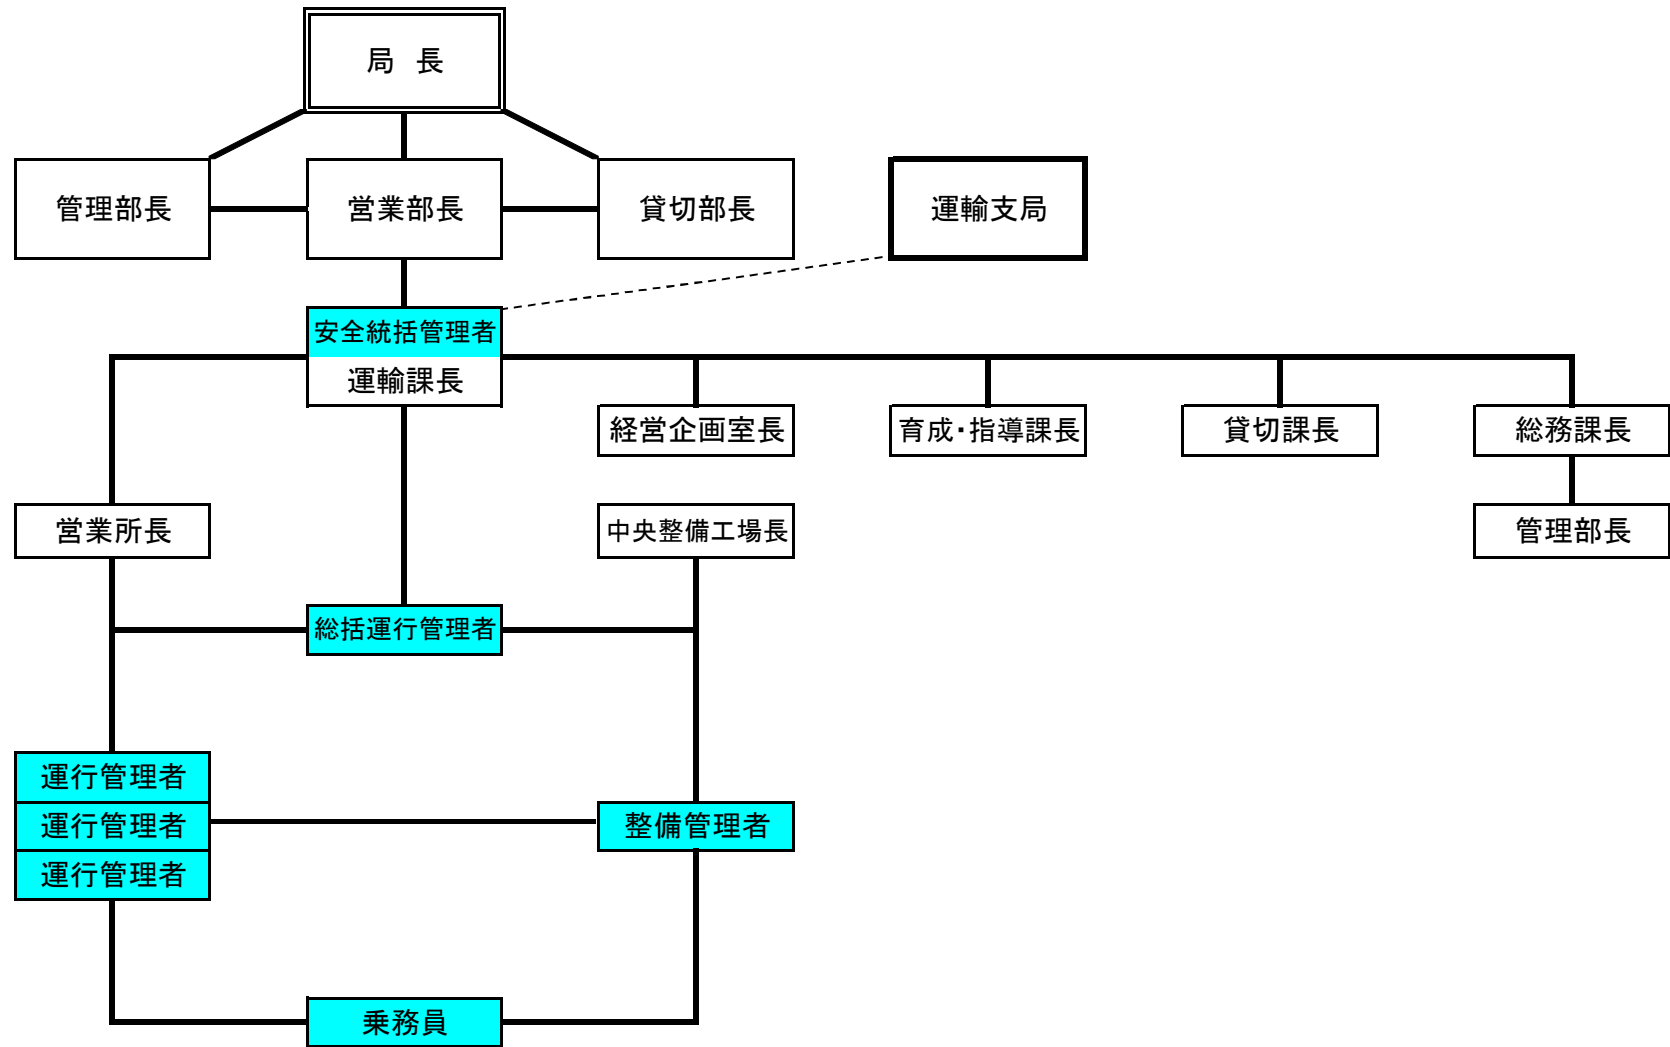 局　長
管理部長
営業部長
貸切部長
運輸支局
安全統括管理者
運輸課長
経営企画室長
育成・指導課長
貸切課長
総務課長
営業所長
中央整備工場長
管理部長
総括運行管理者
運行管理者
運行管理者
整備管理者
運行管理者
乗務員